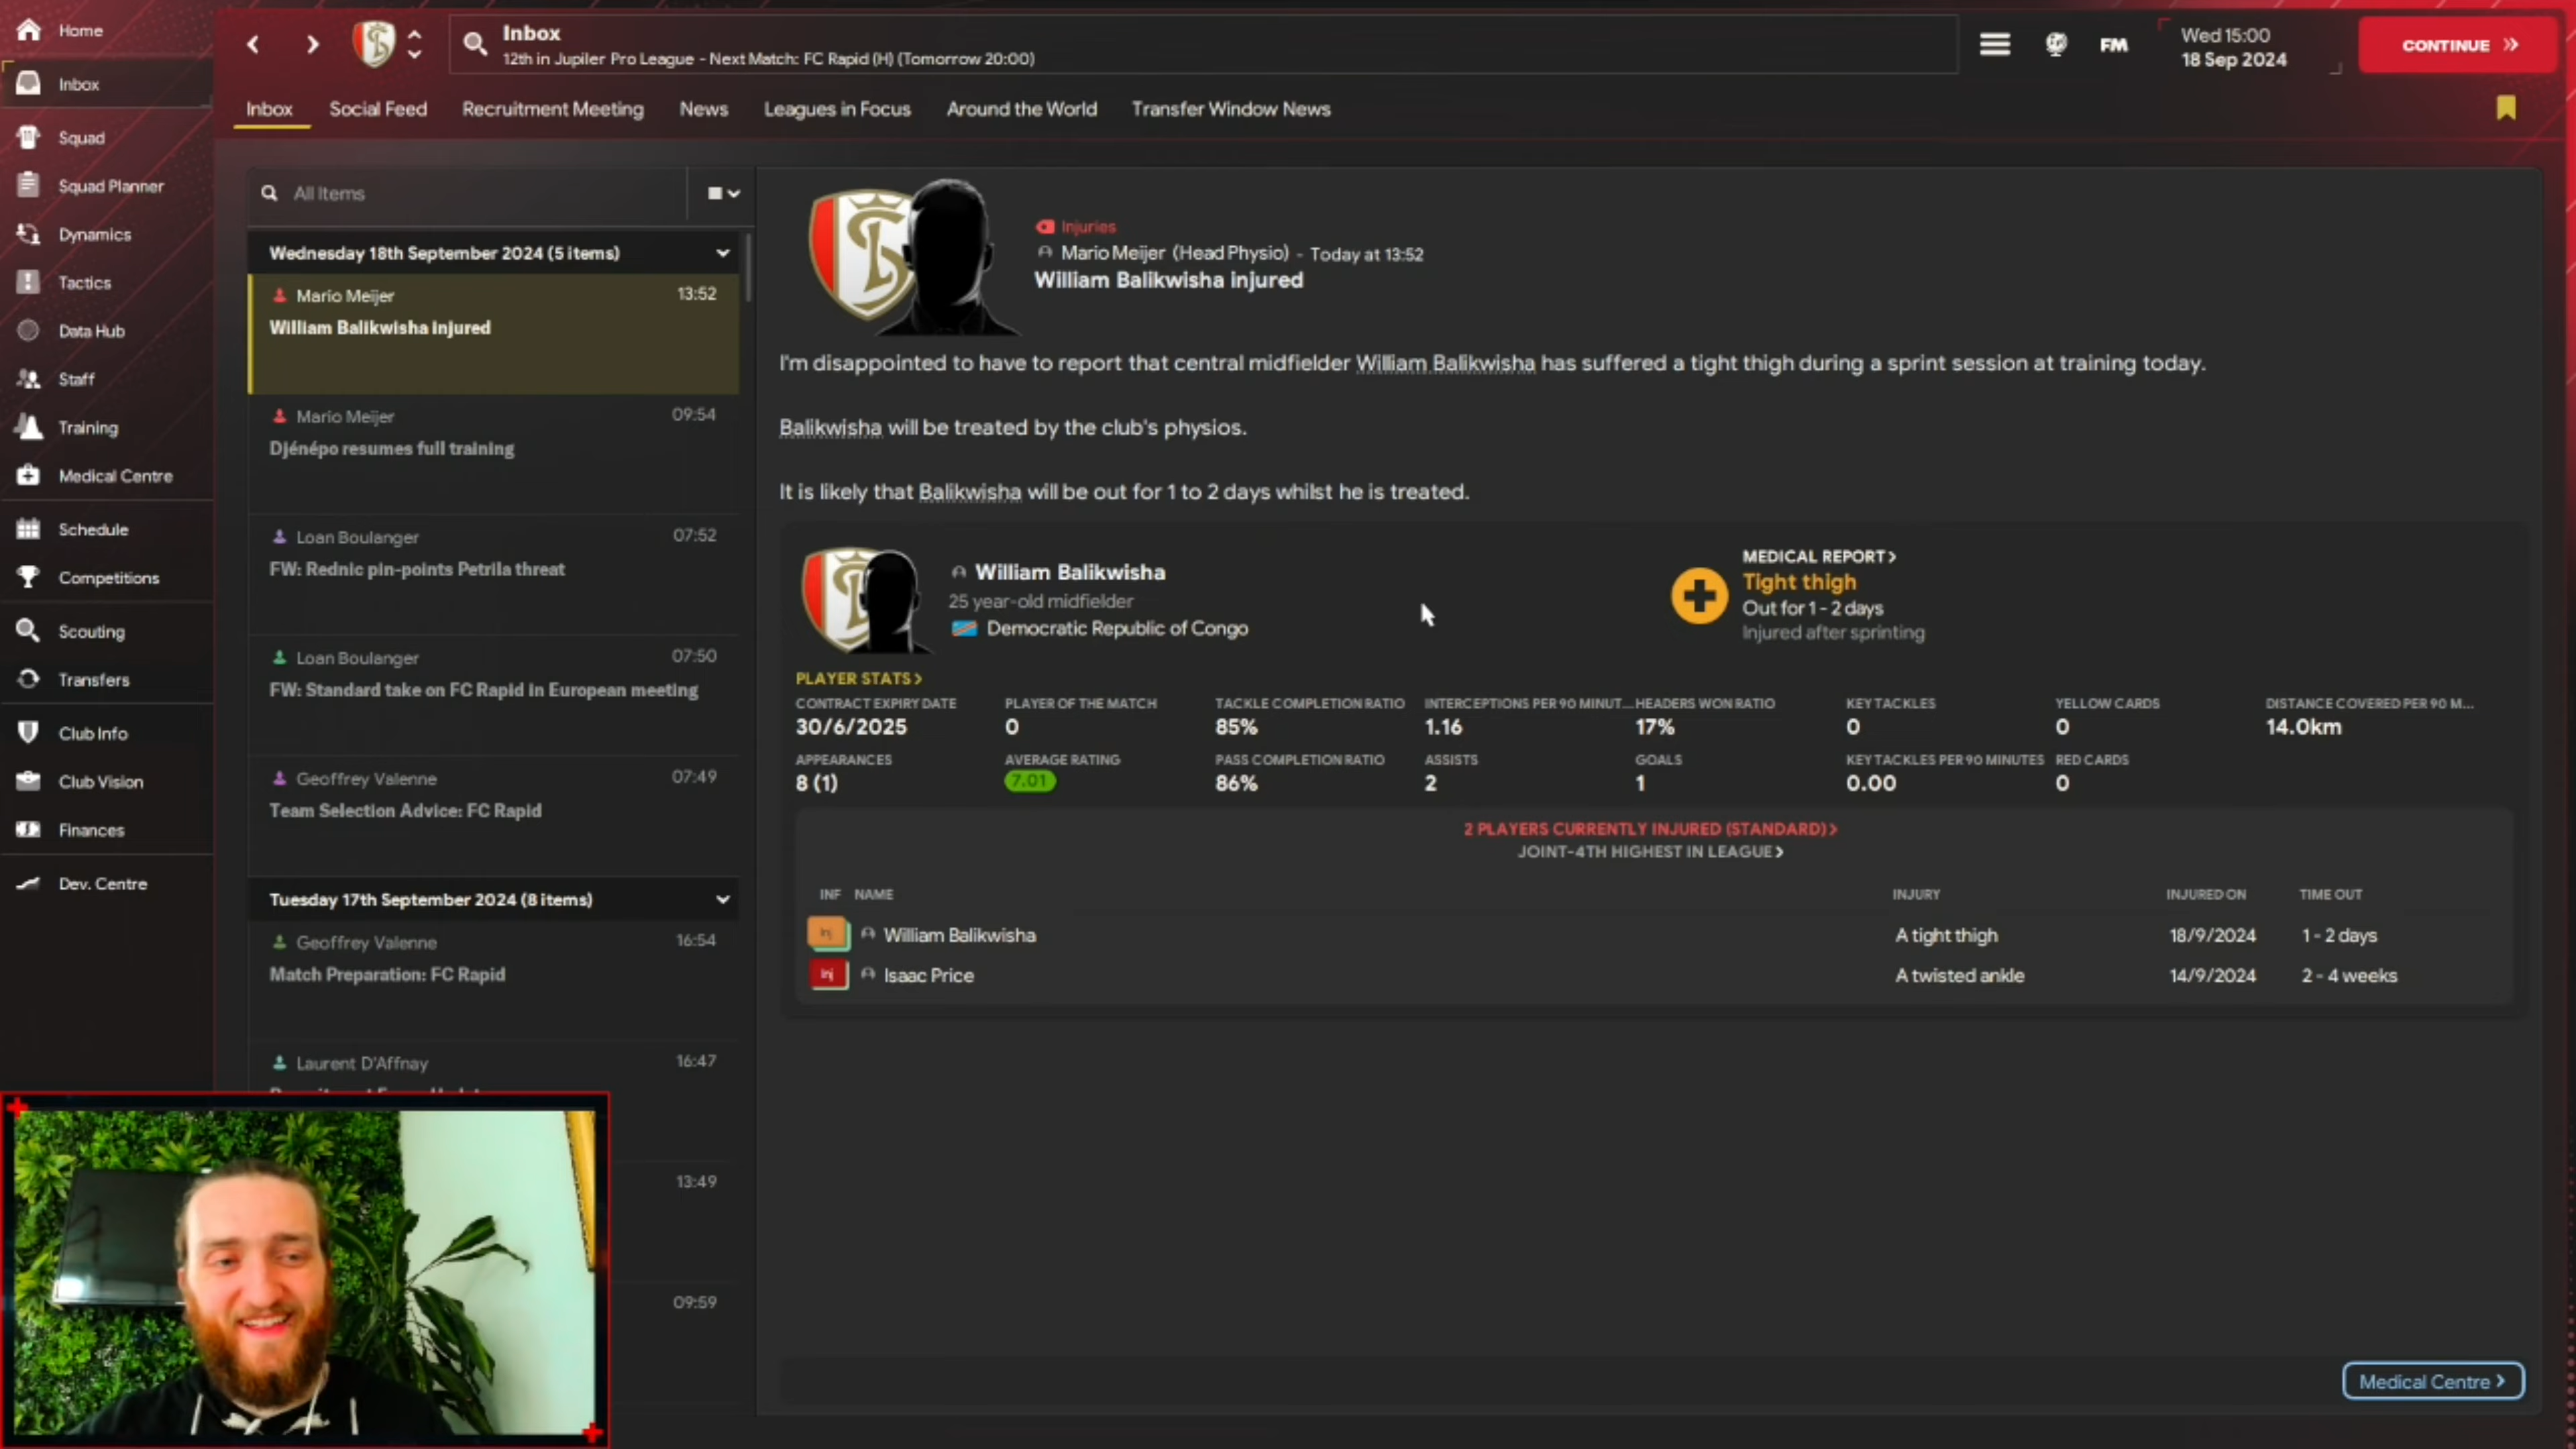 Home
Inbox
Squad
Squad Planner
Dynamics
Tactics
Data Hub
Staff
Training
Medical Centre
Schedule
Competitions
Scouting
Transfers
Club Info
Club Vision
Finances
Dev. Centre
Inbox
12th in Jupiler Pro League - Next Match: FC Rapid (H) (Tomorrow 20:00)
FM
Wed 15:00
18 Sep 2024
CONTINUE
Inbox Social Feed Recruitment Meeting News Leagues in Focus Around the World Transfer Window News
All Items
Wednesday 18th September 2024 (5 items)
Mario Meijer 13:52
William Balikwisha injured
Mario Meijer 09:54
Djénépo resumes full training
Loan Boulanger 07:52
FW: Rednic pin-points Petrila threat
Loan Boulanger 07:50
FW: Standard take on FC Rapid in European meeting
Geoffrey Valenne 07:49
Team Selection Advice: FC Rapid
Tuesday 17th September 2024 (8 items)
Geoffrey Valenne 16:54
Match Preparation: FC Rapid
Laurent D'Affnay 16:47
13:49
09:59
Injuries
Mario Meijer (Head Physio) - Today at 13:52
William Balikwisha injured
I'm disappointed to have to report that central midfielder William Balikwisha has suffered a tight thigh during a sprint session at training today.
Balikwisha will be treated by the club's physios.
It is likely that Balikwisha will be out for 1 to 2 days whilst he is treated.
William Balikwisha
25 year-old midfielder
Democratic Republic of Congo
MEDICAL REPORT
Tight thigh
Out for 1 - 2 days
Injured after sprinting
PLAYER STATS
CONTRACT EXPIRY DATE PLAYER OF THE MATCH TACKLE COMPLETION RATIO INTERCEPTIONS PER 90 MINUT... HEADERS WON RATIO KEY TACKLES YELLOW CARDS DISTANCE COVERED PER 90 M...
30/6/2025 0 85% 1.16 17% 0 0 14.0km
APPEARANCES AVERAGE RATING PASS COMPLETION RATIO ASSISTS GOALS KEY TACKLES PER 90 MINUTES RED CARDS
8 (1) 7.01 86% 2 1 0.00 0
2 PLAYERS CURRENTLY INJURED (STANDARD)
JOINT-4TH HIGHEST IN LEAGUE
INF NAME INJURY INJURED ON TIME OUT
Inj William Balikwisha A tight thigh 18/9/2024 1 - 2 days
Inj Isaac Price A twisted ankle 14/9/2024 2 - 4 weeks
Medical Centre